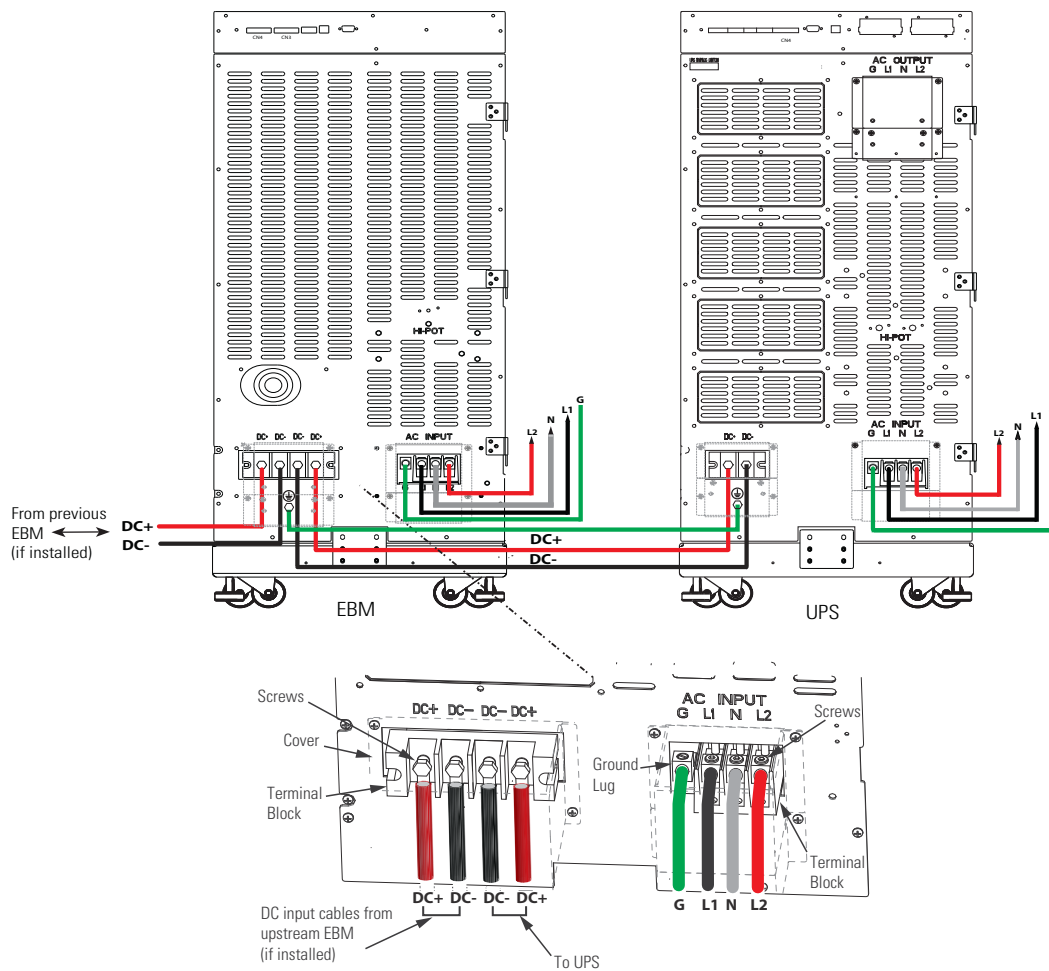 CN4 CN3
CN4
AC OUTPUT
G L1 N L2
HI-POT
HI-POT
DC+ DC- DC- DC+
AC INPUT
L2
N
L1
G
DC+ DC-
AC INPUT
G L1 N L2
L2
N
L1
From previous
EBM
(if installed)
DC+
DC-
DC+
DC-
EBM
UPS
Screws
Cover
Terminal
Block
DC+ DC- DC- DC+
AC INPUT
G L1 N L2
Screws
Ground
Lug
Terminal
Block
DC+ DC- DC- DC+
G L1 N L2
DC input cables from
upstream EBM
(if installed)
To UPS